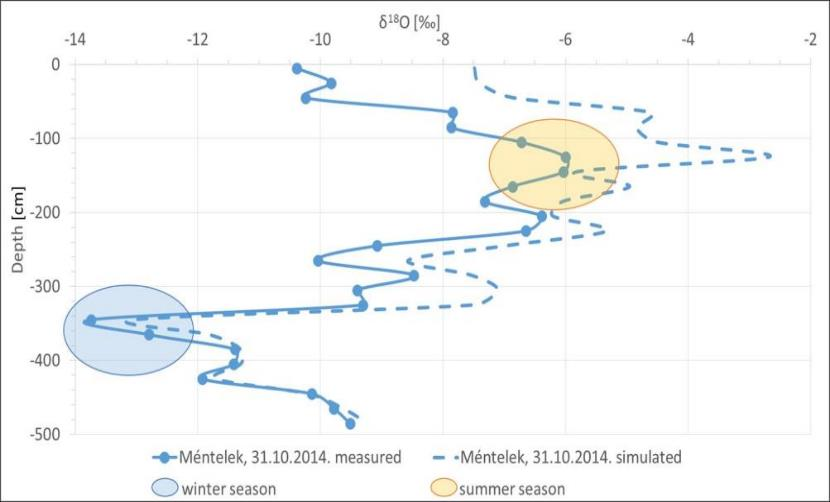 δ¹⁸O [‰]
-14 -12 -10 -8 -6 -4 -2
0
-100
-200
-300
-400
-500
Depth [cm]
Méntelek, 31.10.2014. measured Méntelek, 31.10.2014. simulated
winter season summer season